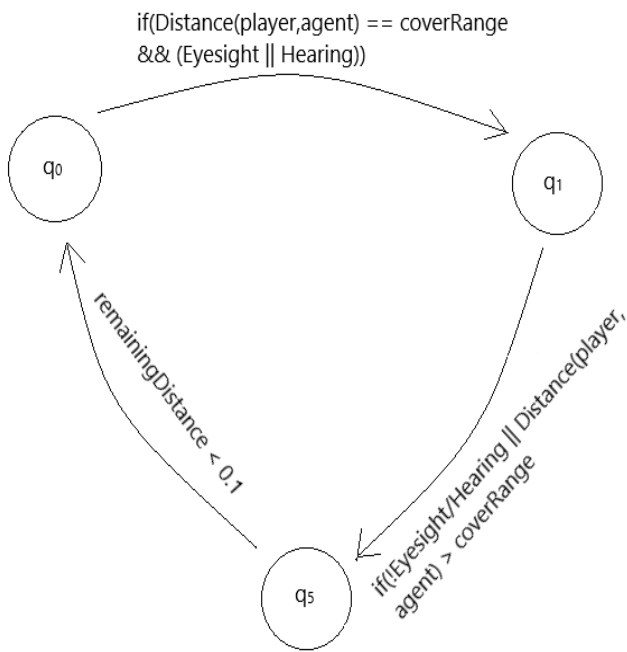 if(Distance(player,agent) == coverRange
&& (Eyesight || Hearing))
q0
q1
remainingDistance < 0.1
if(!Eyesight/Hearing || Distance(player,
agent) > coverRange
q5